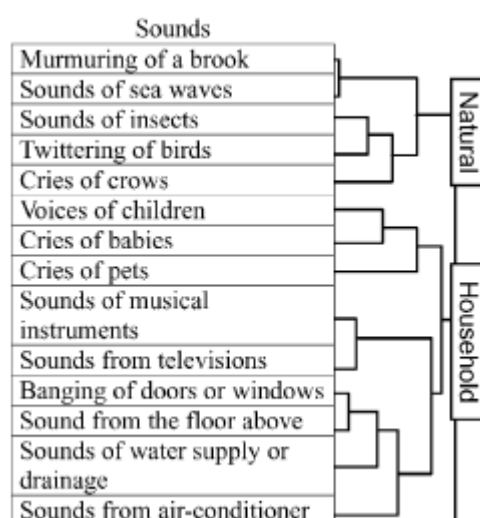 Sounds
Murmuring of a brook
Sounds of sea waves
Sounds of insects
Twittering of birds
Cries of crows
Voices of children
Cries of babies
Cries of pets
Sounds of musical
instruments
Sounds from televisions
Banging of doors or windows
Sound from the floor above
Sounds of water supply or
drainage
Sounds from air-conditioner
Natural
Household